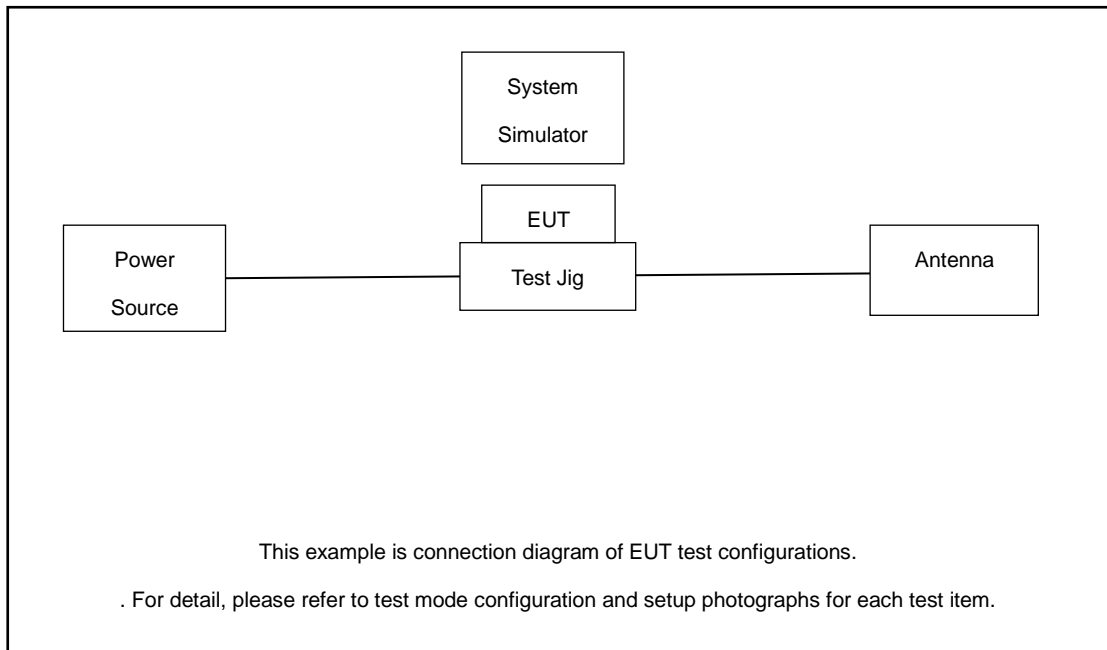 System
Simulator
EUT
Power
Source
Test Jig
Antenna
This example is connection diagram of EUT test configurations.
. For detail, please refer to test mode configuration and setup photographs for each test item.